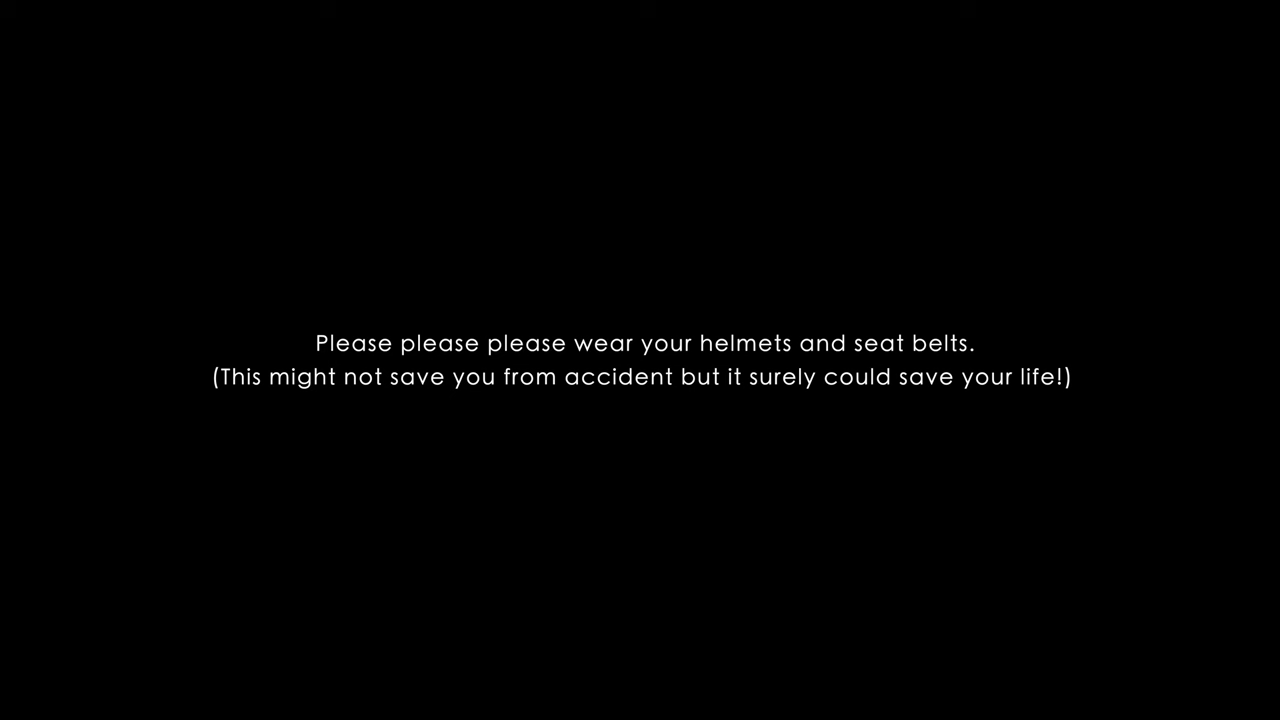 Please please please wear your helmets and seat belts.
(This might not save you from accident but it surely could save your life!)